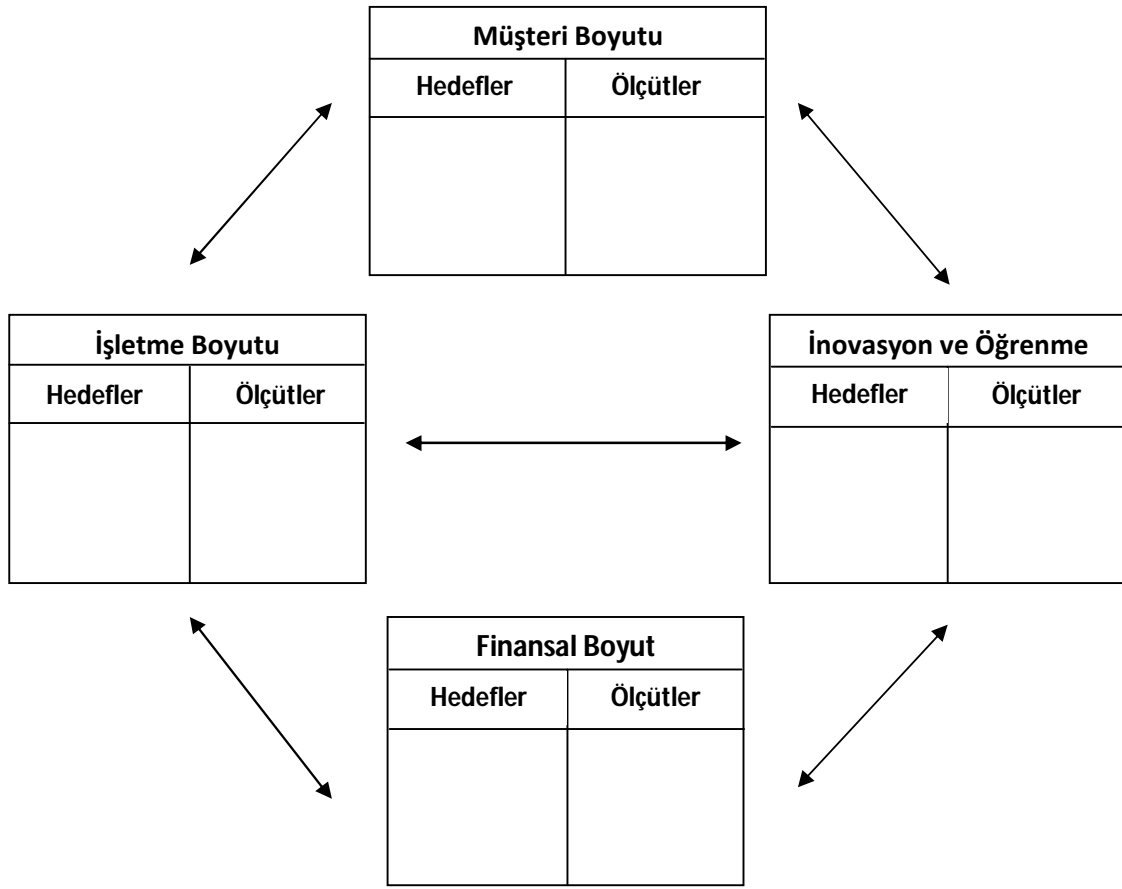 Müşteri Boyutu
Hedefler Ölçütler
İşletme Boyutu
Hedefler Ölçütler
İnovasyon ve Öğrenme
Hedefler Ölçütler
Finansal Boyut
Hedefler Ölçütler